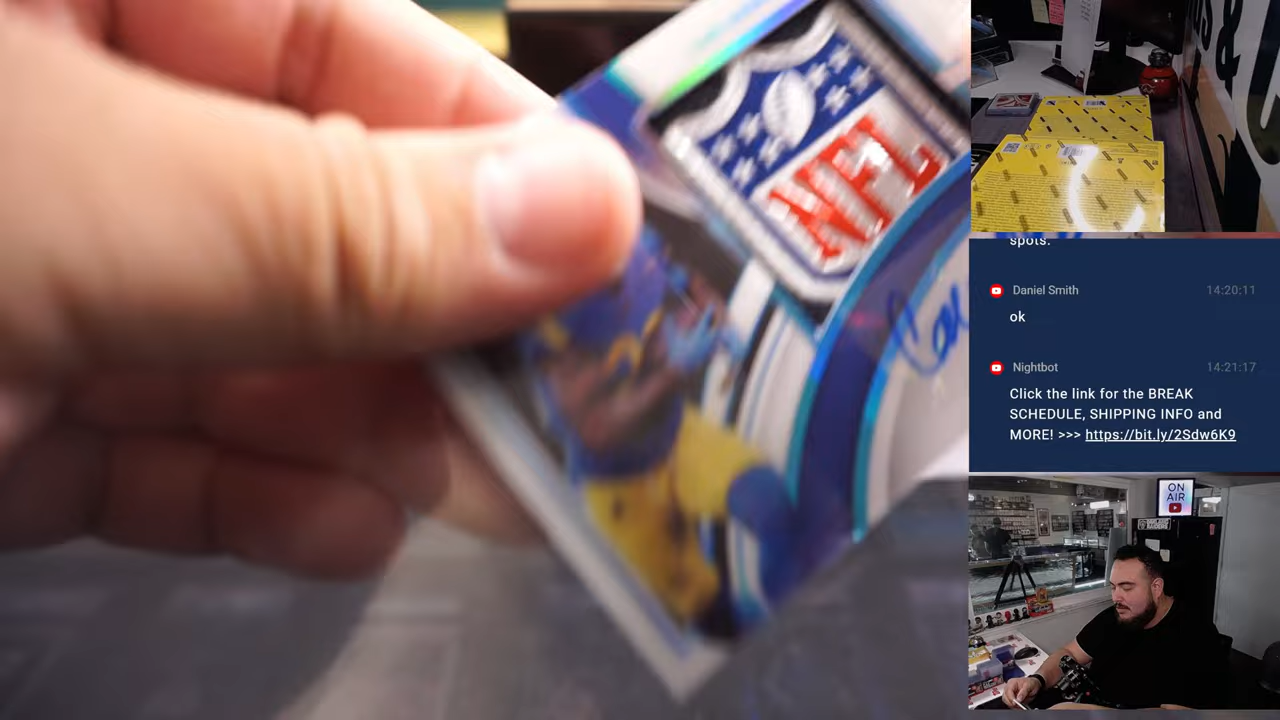 NFL
Cou
spots.
Daniel Smith 14:20:11
ok
Nightbot 14:21:17
Click the link for the BREAK
SCHEDULE, SHIPPING INFO and
MORE! >>> https://bit.ly/2Sdw6K9
ON
AIR
&